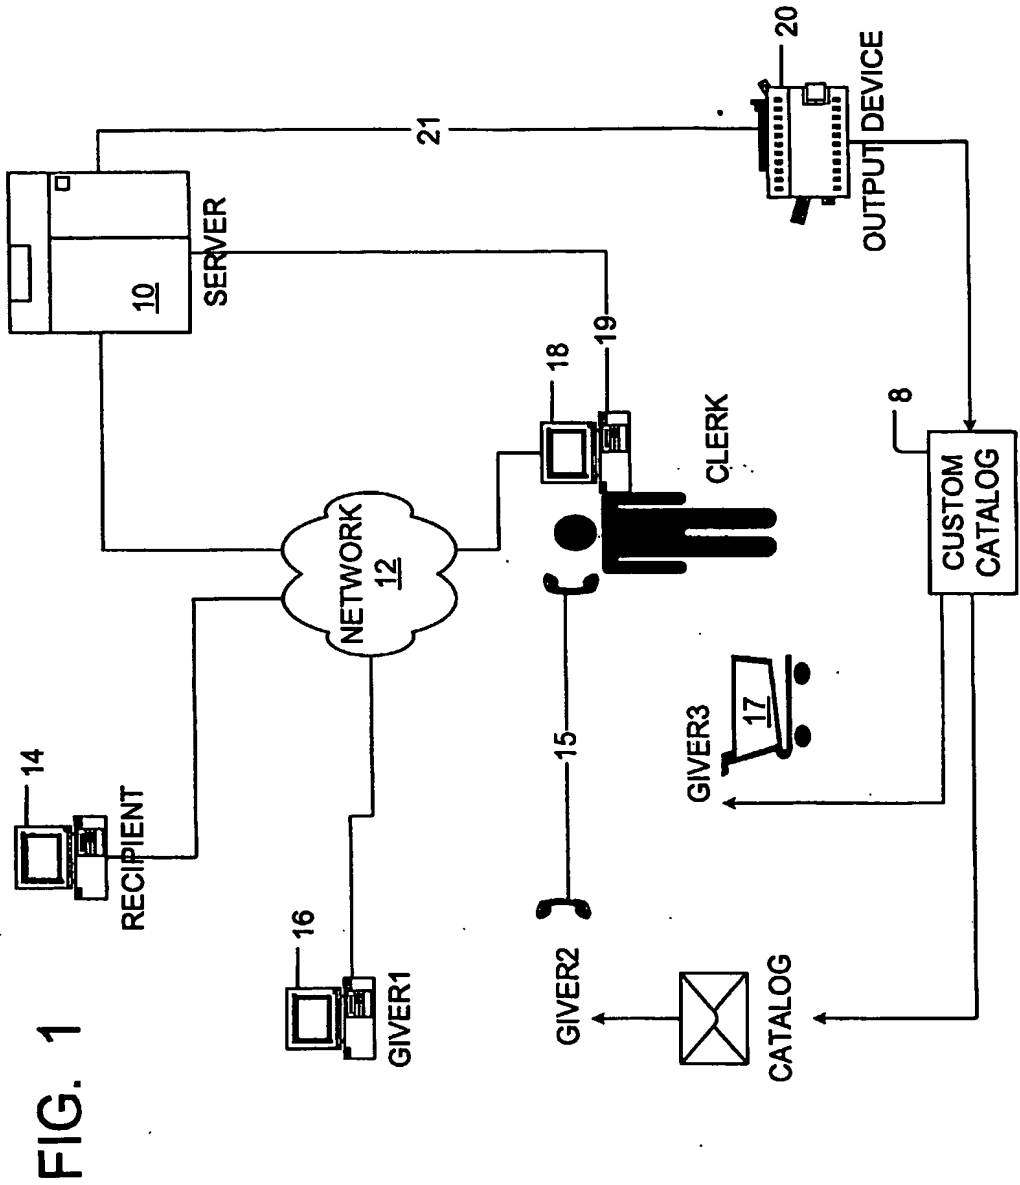 FIG. 1
14
RECIPIENT
10
SERVER
16
GIVER1
NETWORK
12
18
19
21
CLERK
15
GIVER2
GIVER3
17
20
OUTPUT DEVICE
CATALOG
8
CUSTOM
CATALOG